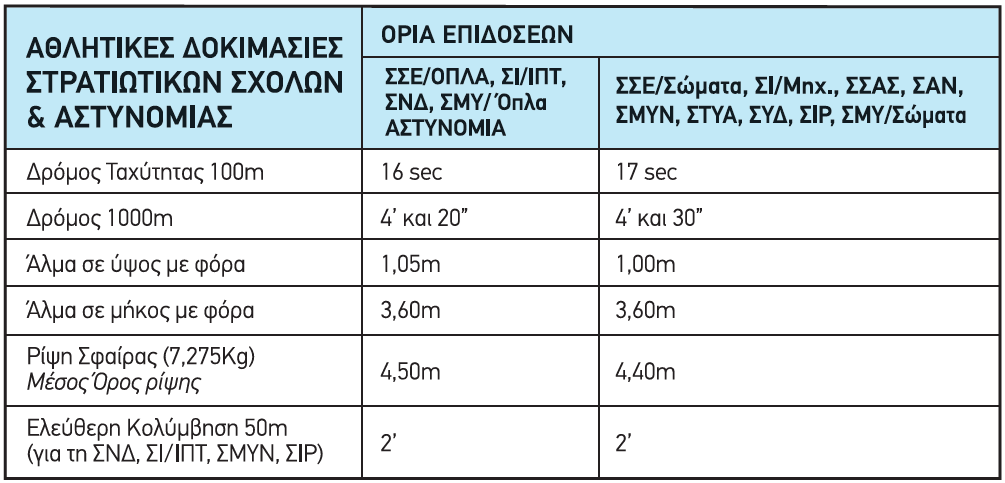 ΑΘΛΗΤΙΚΕΣ ΔΟΚΙΜΑΣΙΕΣ
ΣΤΡΑΤΙΩΤΙΚΩΝ ΣΧΟΛΩΝ
& ΑΣΤΥΝΟΜΙΑΣ
ΟΡΙΑ ΕΠΙΔΟΣΕΩΝ
ΣΣΕ/ΟΠΛΑ, ΣΙ/ΙΠΤ,
ΣΝΔ, ΣΜΥ/Όπλα
ΑΣΤΥΝΟΜΙΑ
ΣΣΕ/Σώματα, ΣΙ/Μηχ., ΣΣΑΣ, ΣΑΝ,
ΣΜΥΝ, ΣΤΥΑ, ΣΥΔ, ΣΙΡ, ΣΜΥ/Σώματα
Δρόμος Ταχύτητας 100m 16 sec 17 sec
Δρόμος 1000m 4’ και 20” 4’ και 30”
Άλμα σε ύψος με φόρα 1,05m 1,00m
Άλμα σε μήκος με φόρα 3,60m 3,60m
Ρίψη Σφαίρας (7,275Kg)
Μέσος Όρος ρίψης
4,50m 4,40m
Ελεύθερη Κολύμβηση 50m
(για τη ΣΝΔ, ΣΙ/ΙΠΤ, ΣΜΥΝ, ΣΙΡ)
2’ 2’